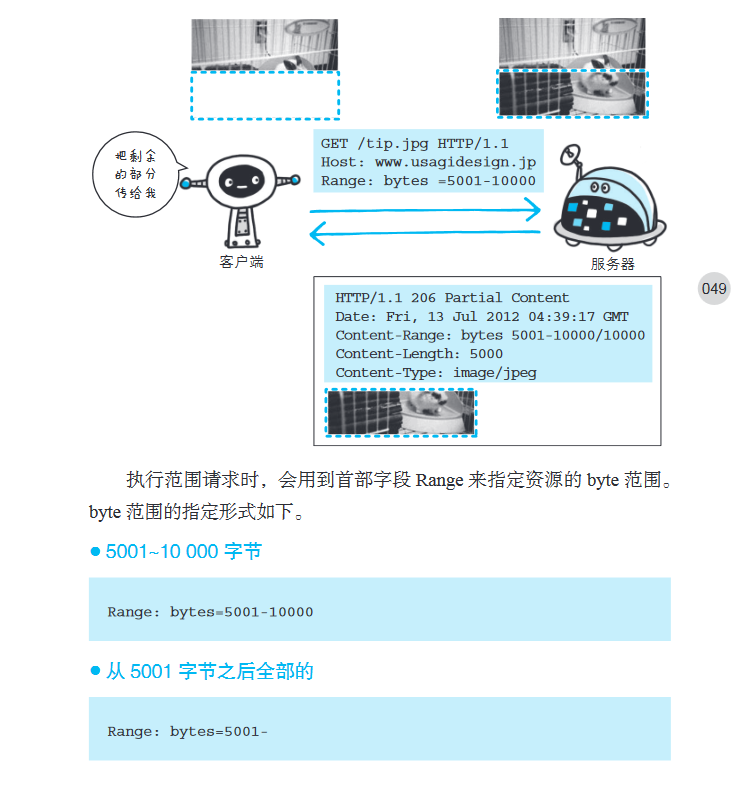 把剩余
的部分
传给我
GET /tip.jpg HTTP/1.1
Host: www.usagidesign.jp
Range: bytes =5001-10000
客户端
服务器
049
HTTP/1.1 206 Partial Content
Date: Fri, 13 Jul 2012 04:39:17 GMT
Content-Range: bytes 5001-10000/10000
Content-Length: 5000
Content-Type: image/jpeg
执行范围请求时，会用到首部字段 Range 来指定资源的 byte 范围。
byte 范围的指定形式如下。
● 5001~10 000 字节
Range: bytes=5001-10000
● 从 5001 字节之后全部的
Range: bytes=5001-